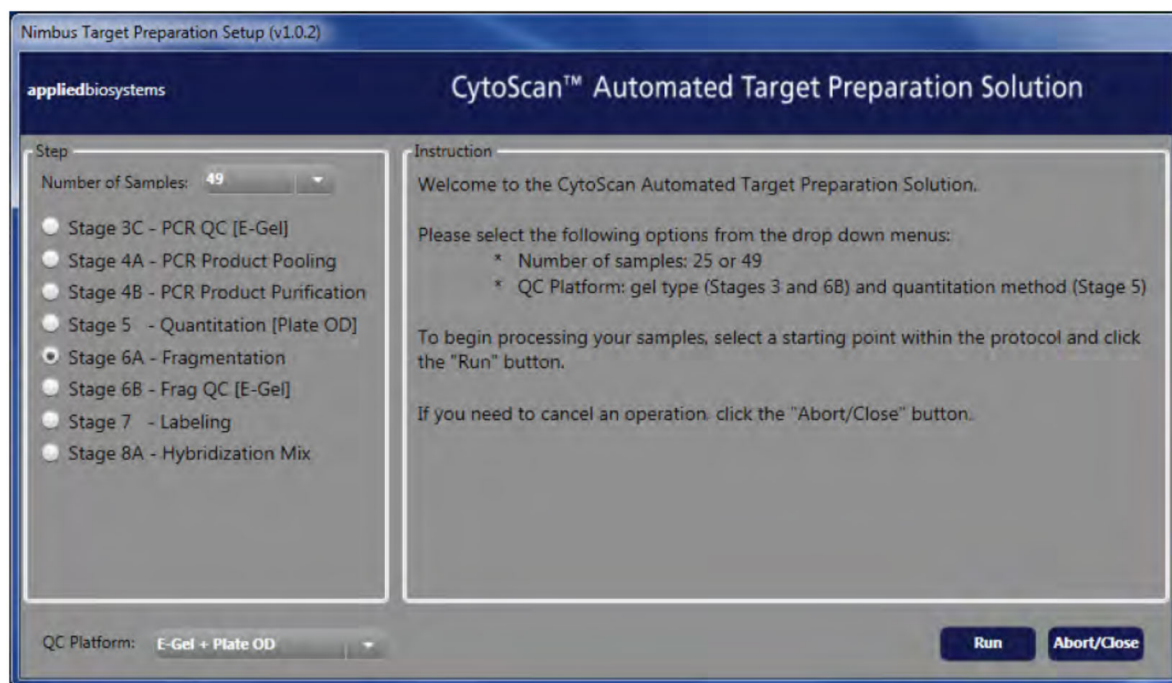 Nimbus Target Preparation Setup (v1.0.2)
appliedbiosystems
CytoScan™ Automated Target Preparation Solution
Step
Number of Samples: 49
Stage 3C - PCR QC [E-Gel]
Stage 4A - PCR Product Pooling
Stage 4B - PCR Product Purification
Stage 5 - Quantitation [Plate OD]
Stage 6A - Fragmentation
Stage 6B - Frag QC [E-Gel]
Stage 7 - Labeling
Stage 8A - Hybridization Mix
Instruction
Welcome to the CytoScan Automated Target Preparation Solution.
Please select the following options from the drop down menus:
* Number of samples: 25 or 49
* QC Platform: gel type (Stages 3 and 6B) and quantitation method (Stage 5)
To begin processing your samples, select a starting point within the protocol and click
the "Run" button.
If you need to cancel an operation click the "Abort/Close" button.
QC Platform: E-Gel + Plate OD
Run
Abort/Close